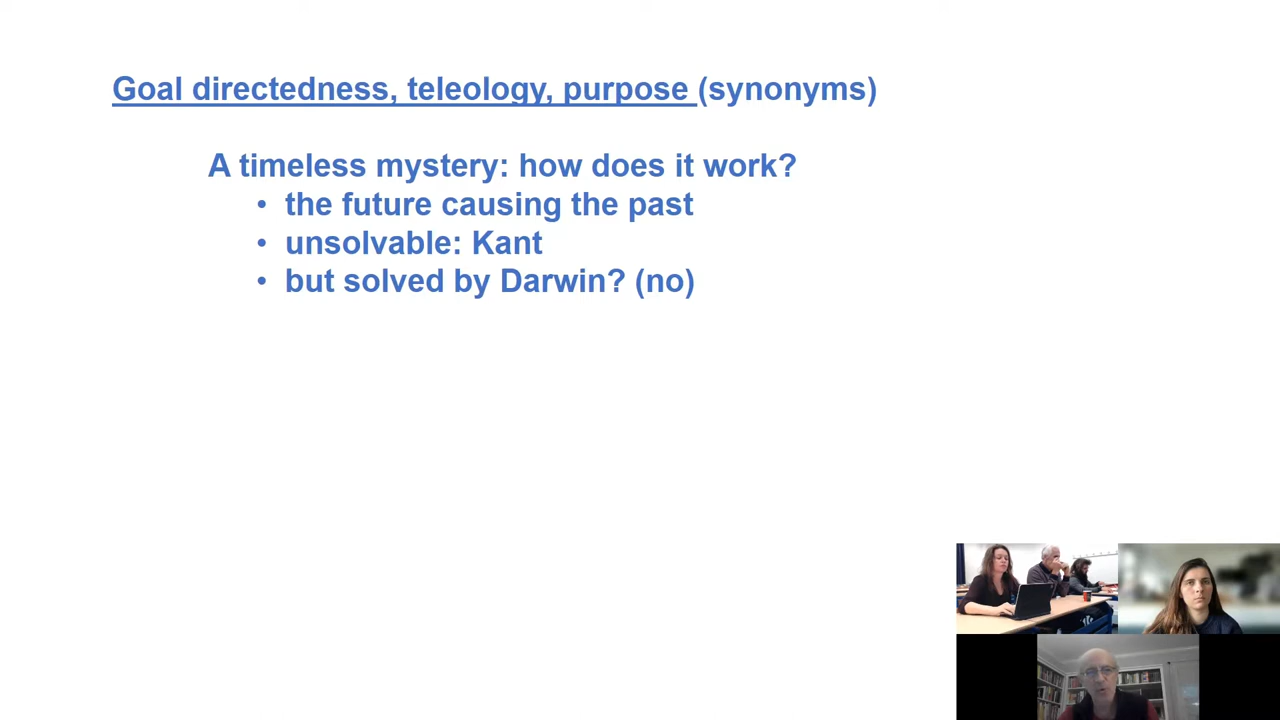 Goal directedness, teleology, purpose (synonyms)
A timeless mystery: how does it work?
• the future causing the past
• unsolvable: Kant
• but solved by Darwin? (no)